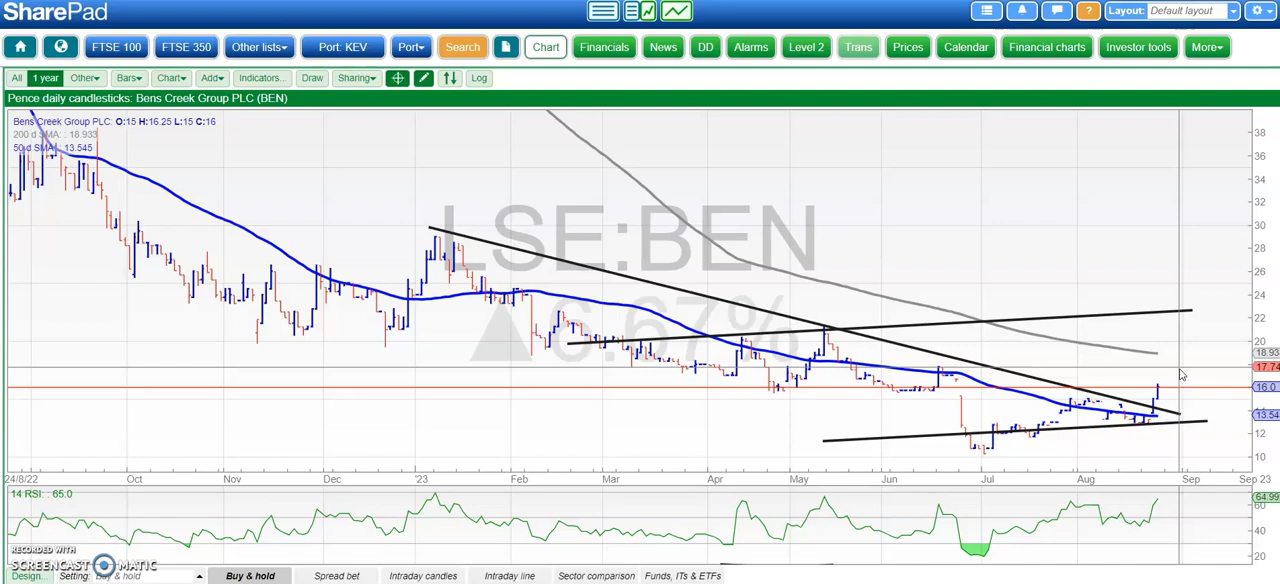 SharePad
? Layout: Default layout
FTSE 100 FTSE 350 Other lists Port: KEV Port Search Chart Financials News DD Alarms Level 2 Trans Prices Calendar Financial charts Investor tools More
All 1 year Other Bars Chart Add Indicators... Draw Sharing Log
Pence daily candlesticks: Bens Creek Group PLC (BEN)
Bens Creek Group PLC: O:15 H:16.25 L:15 C:16
200 d SMA: : 18.933
50 d SMA: 13.545
LSE:BEN
6.67%
38
36
34
32
30
28
26
24
22
20
18.93
17.74
16.0
13.54
12
10
24/8/22 Oct Nov Dec '23 Feb Mar Apr May Jun Jul Aug Sep Sep 23
14 RSI: : 65.0
64.99
60
40
20
RECORDED WITH
SCREENCAST MATIC
Design... Setting: Buy & hold Buy & hold Spread bet Intraday candles Intraday line Sector comparison Funds, ITs & ETFs